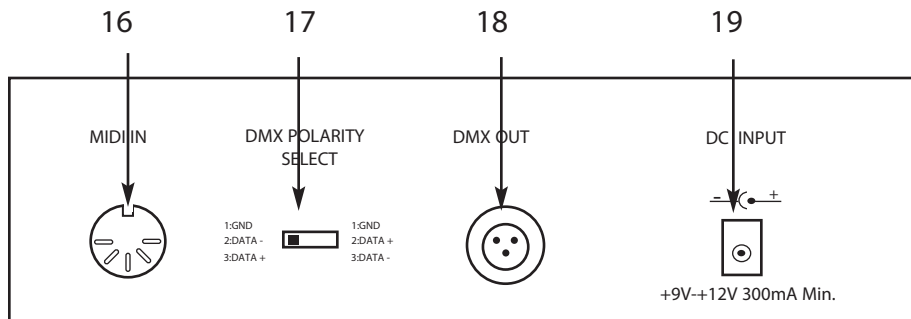 16 17 18 19
MIDI IN DMX POLARITY DMX OUT DC INPUT
SELECT
- +
1:GND 1:GND
2:DATA - 2:DATA +
3:DATA + 3:DATA -
+9V-+12V 300mA Min.